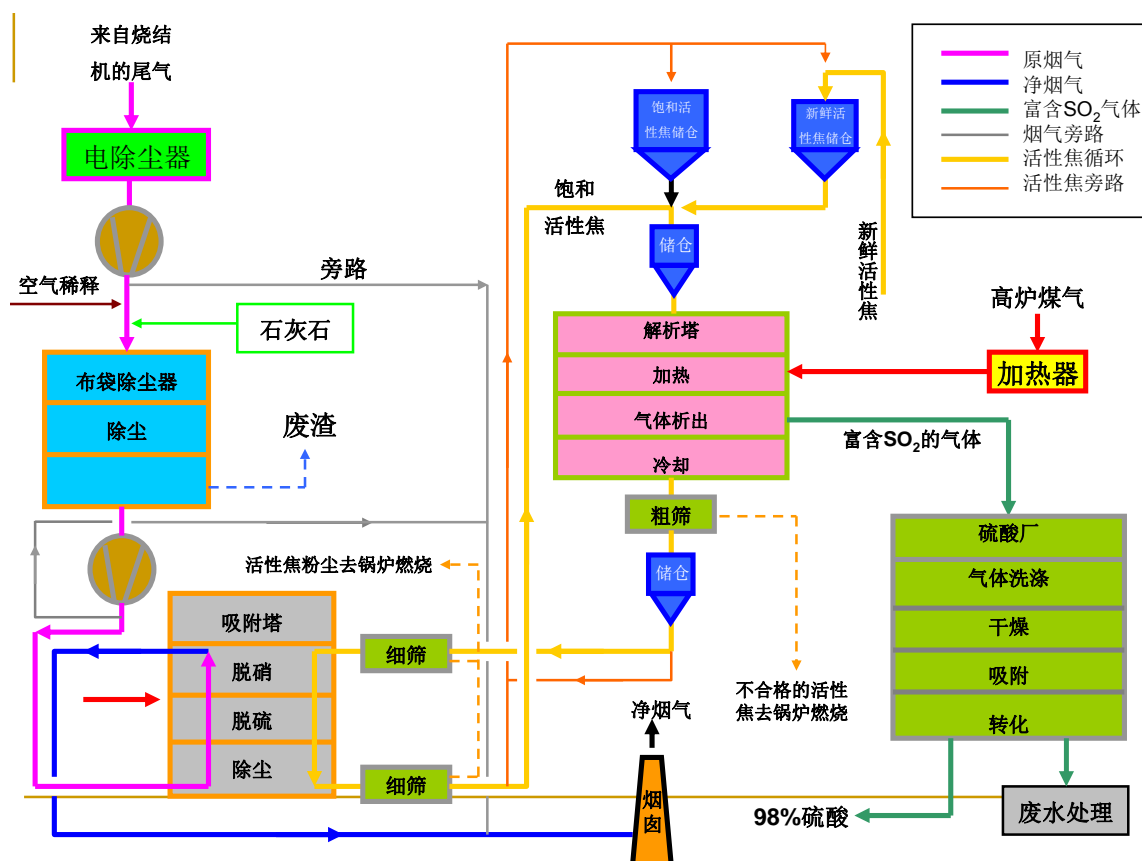 来自烧结
机的尾气
电除尘器
空气稀释
旁路
石灰石
布袋除尘器
除尘
废渣
活性焦粉尘去锅炉燃烧
吸附塔
脱硝
脱硫
除尘
细筛
细筛
饱和活
性焦储仓
新鲜活
性焦储仓
饱和
活性焦
储仓
新鲜活性焦
解析塔
加热
气体析出
冷却
粗筛
储仓
高炉煤气
加热器
富含SO₂的气体
不合格的活性
焦去锅炉燃烧
净烟气
烟囱
硫酸厂
气体洗涤
干燥
吸附
转化
98%硫酸
废水处理
原烟气
净烟气
富含SO₂气体
烟气旁路
活性焦循环
活性焦旁路